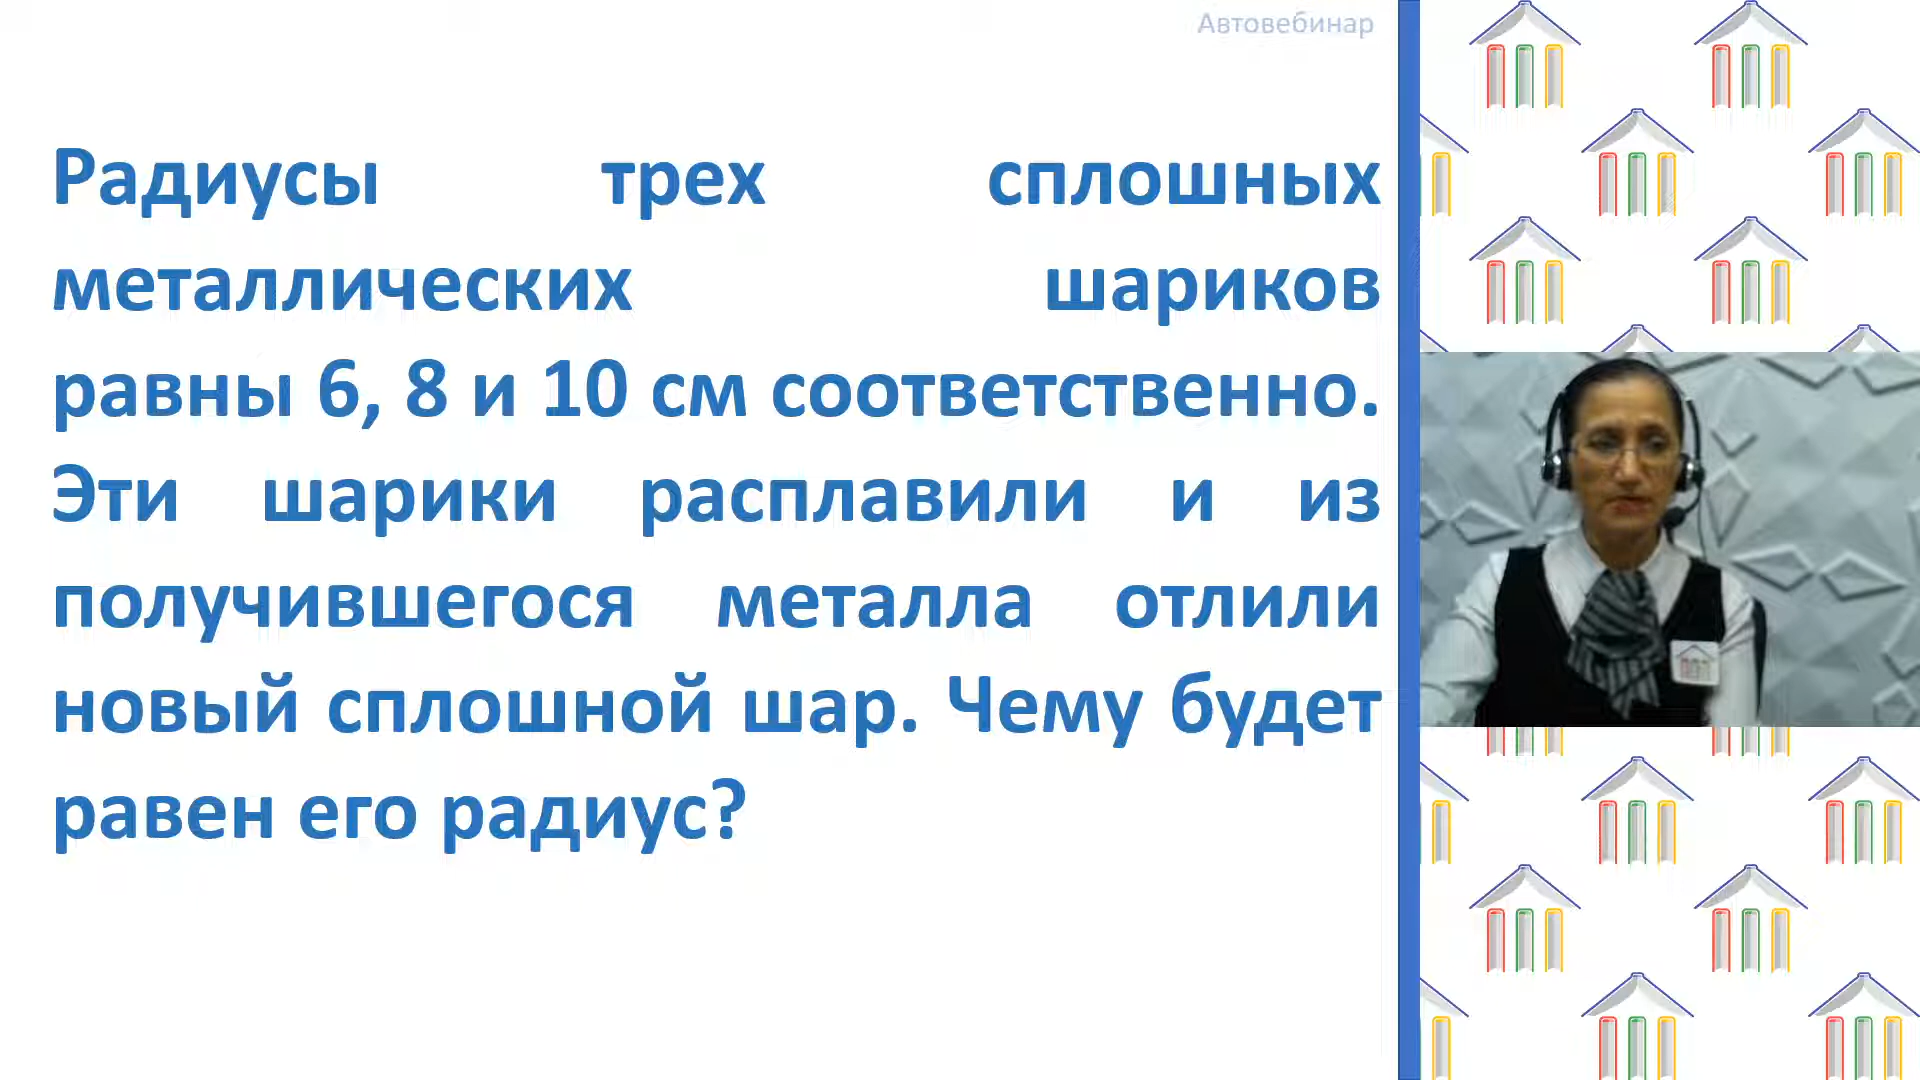 Автовебинар
Радиусы трех сплошных
металлических шариков
равны 6, 8 и 10 см соответственно.
Эти шарики расплавили и из
получившегося металла отлили
новый сплошной шар. Чему будет
равен его радиус?